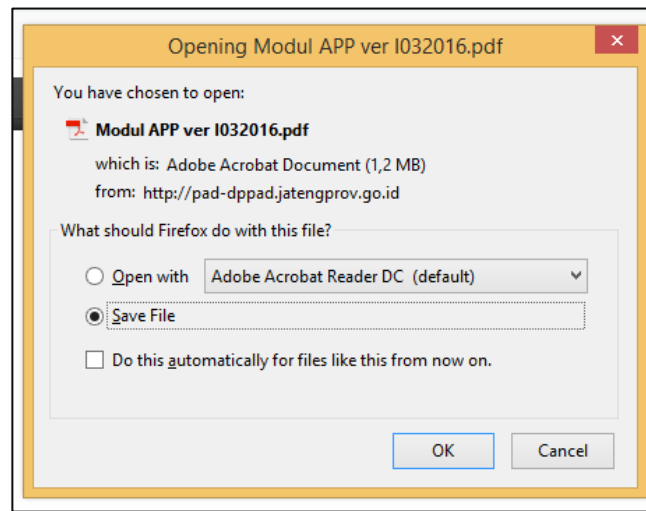 Opening Modul APP ver I032016.pdf
You have chosen to open:
Modul APP ver I032016.pdf
which is: Adobe Acrobat Document (1,2 MB)
from: http://pad-dppad.jatengprov.go.id
What should Firefox do with this file?
Open with Adobe Acrobat Reader DC (default)
Save File
Do this automatically for files like this from now on.
OK Cancel